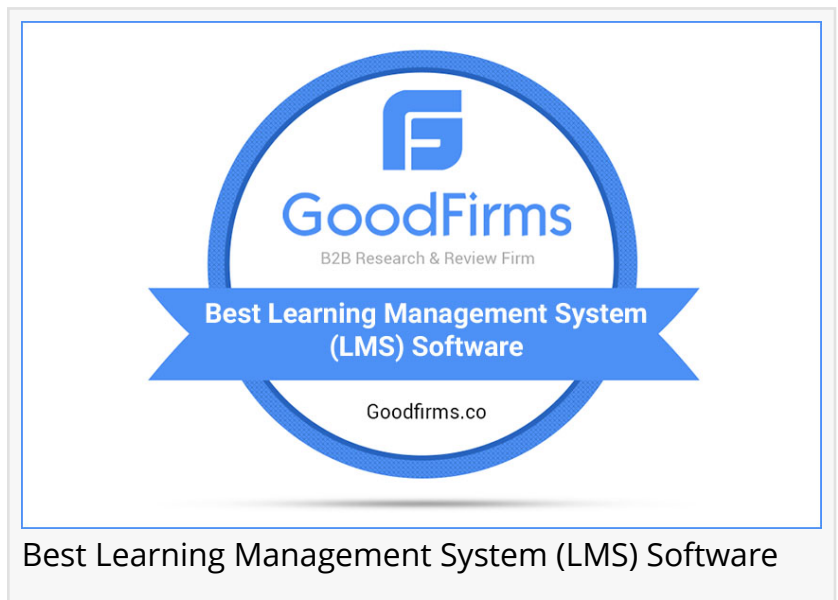 GoodFirms
B2B Research & Review Firm
Best Learning Management System
(LMS) Software
Goodfirms.co
Best Learning Management System (LMS) Software